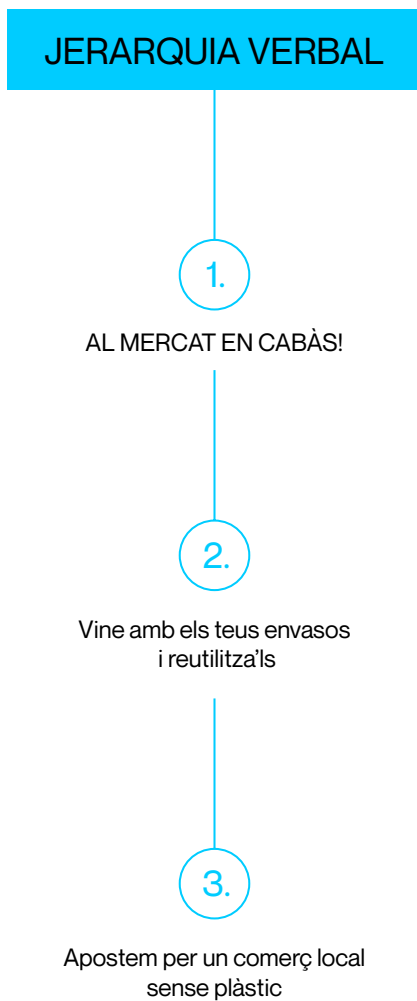 JERARQUIA VERBAL
1.
AL MERCAT EN CABÀS!
2.
Vine amb els teus envasos
i reutilitza’ls
3.
Apostem per un comerç local
sense plàstic